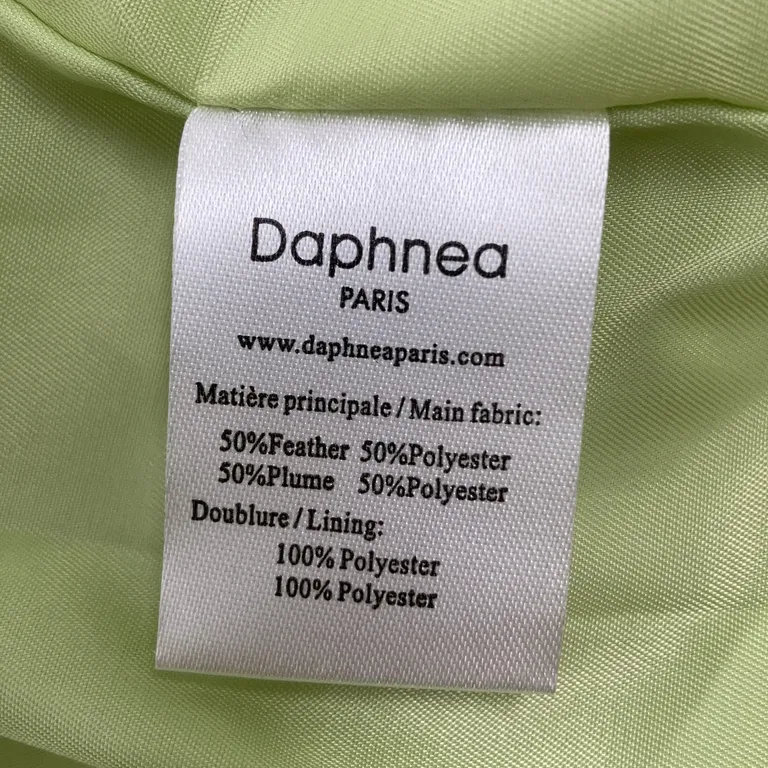 Daphnea
PARIS
www.daphneaparis.com
Matière principale / Main fabric:
50%Feather 50%Polyester
50%Plume 50%Polyester
Doublure / Lining:
100% Polyester
100% Polyester